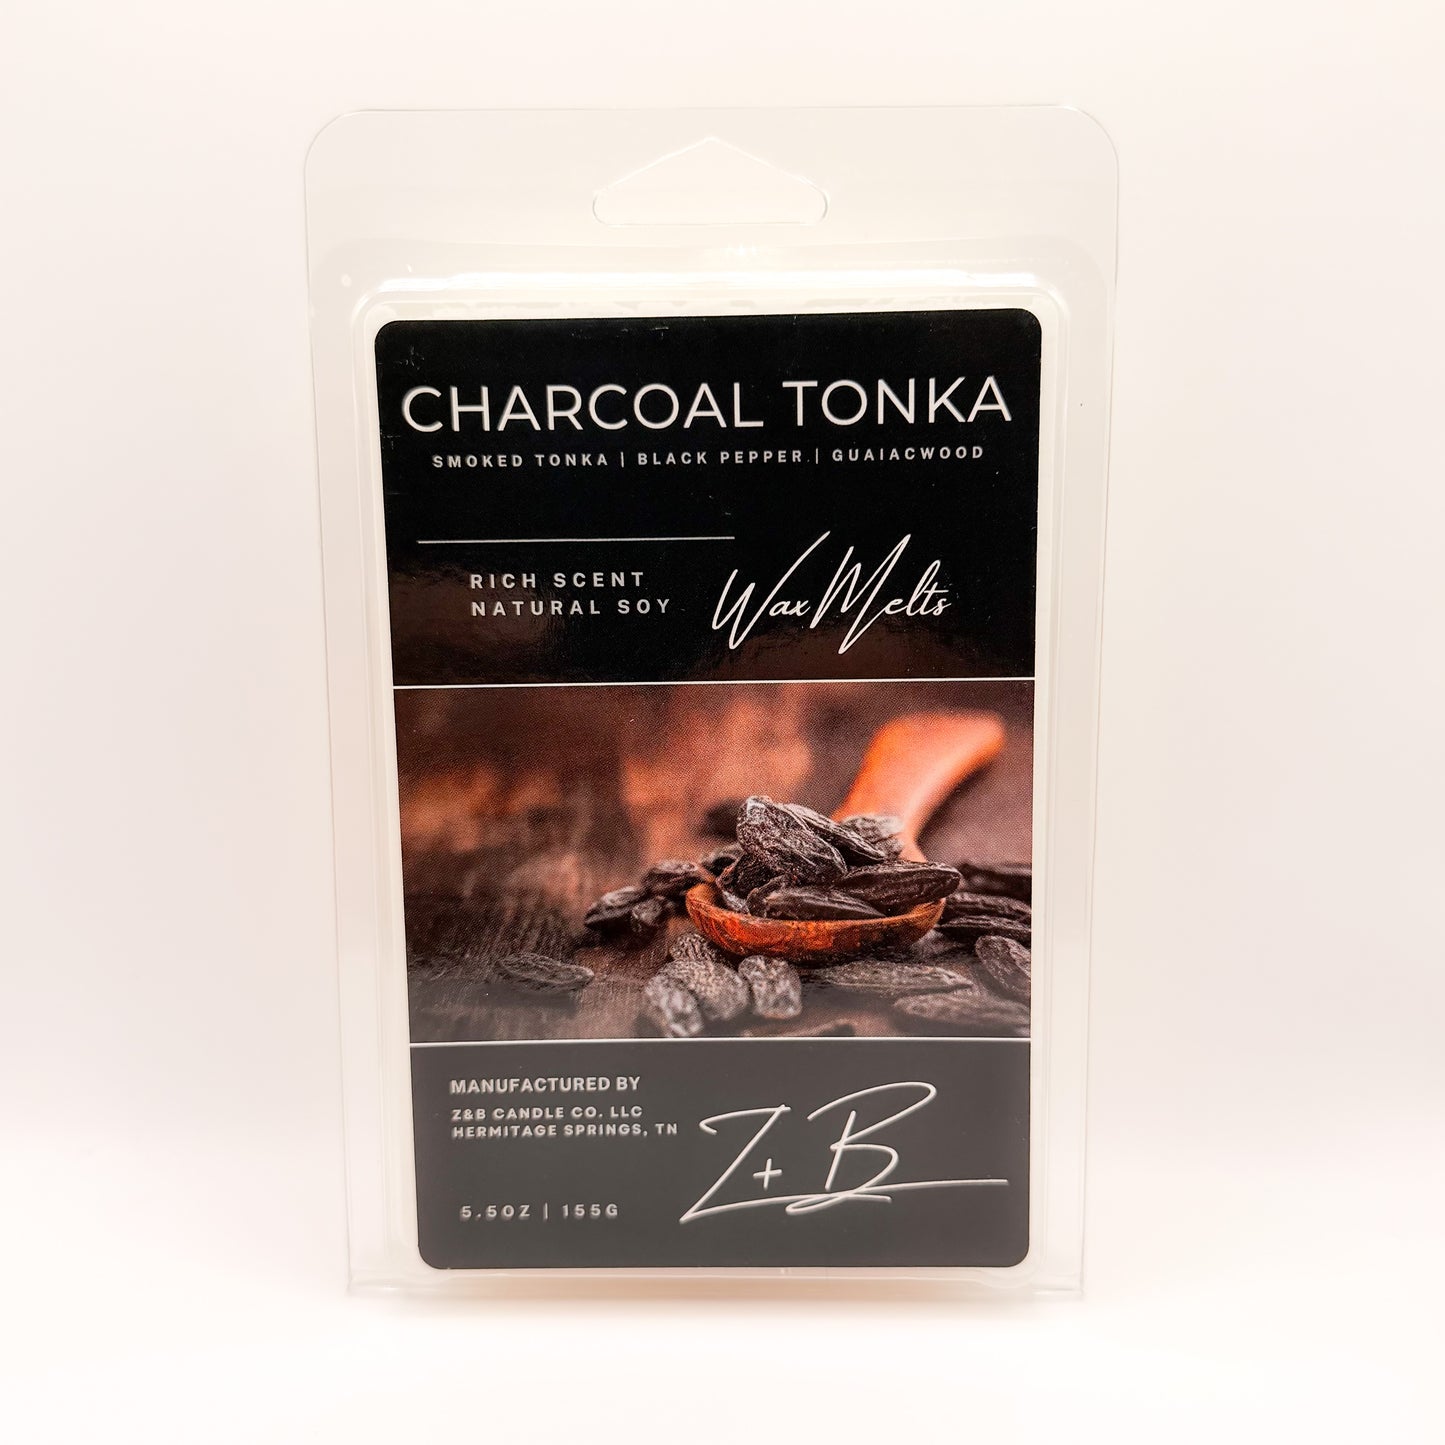 CHARCOAL TONKA
SMOKED TONKA | BLACK PEPPER | GUAIACWOOD
RICH SCENT
NATURAL SOY
Wax Melts
MANUFACTURED BY
Z&B CANDLE CO. LLC
HERMITAGE SPRINGS, TN
Z + B
5.5OZ | 155G